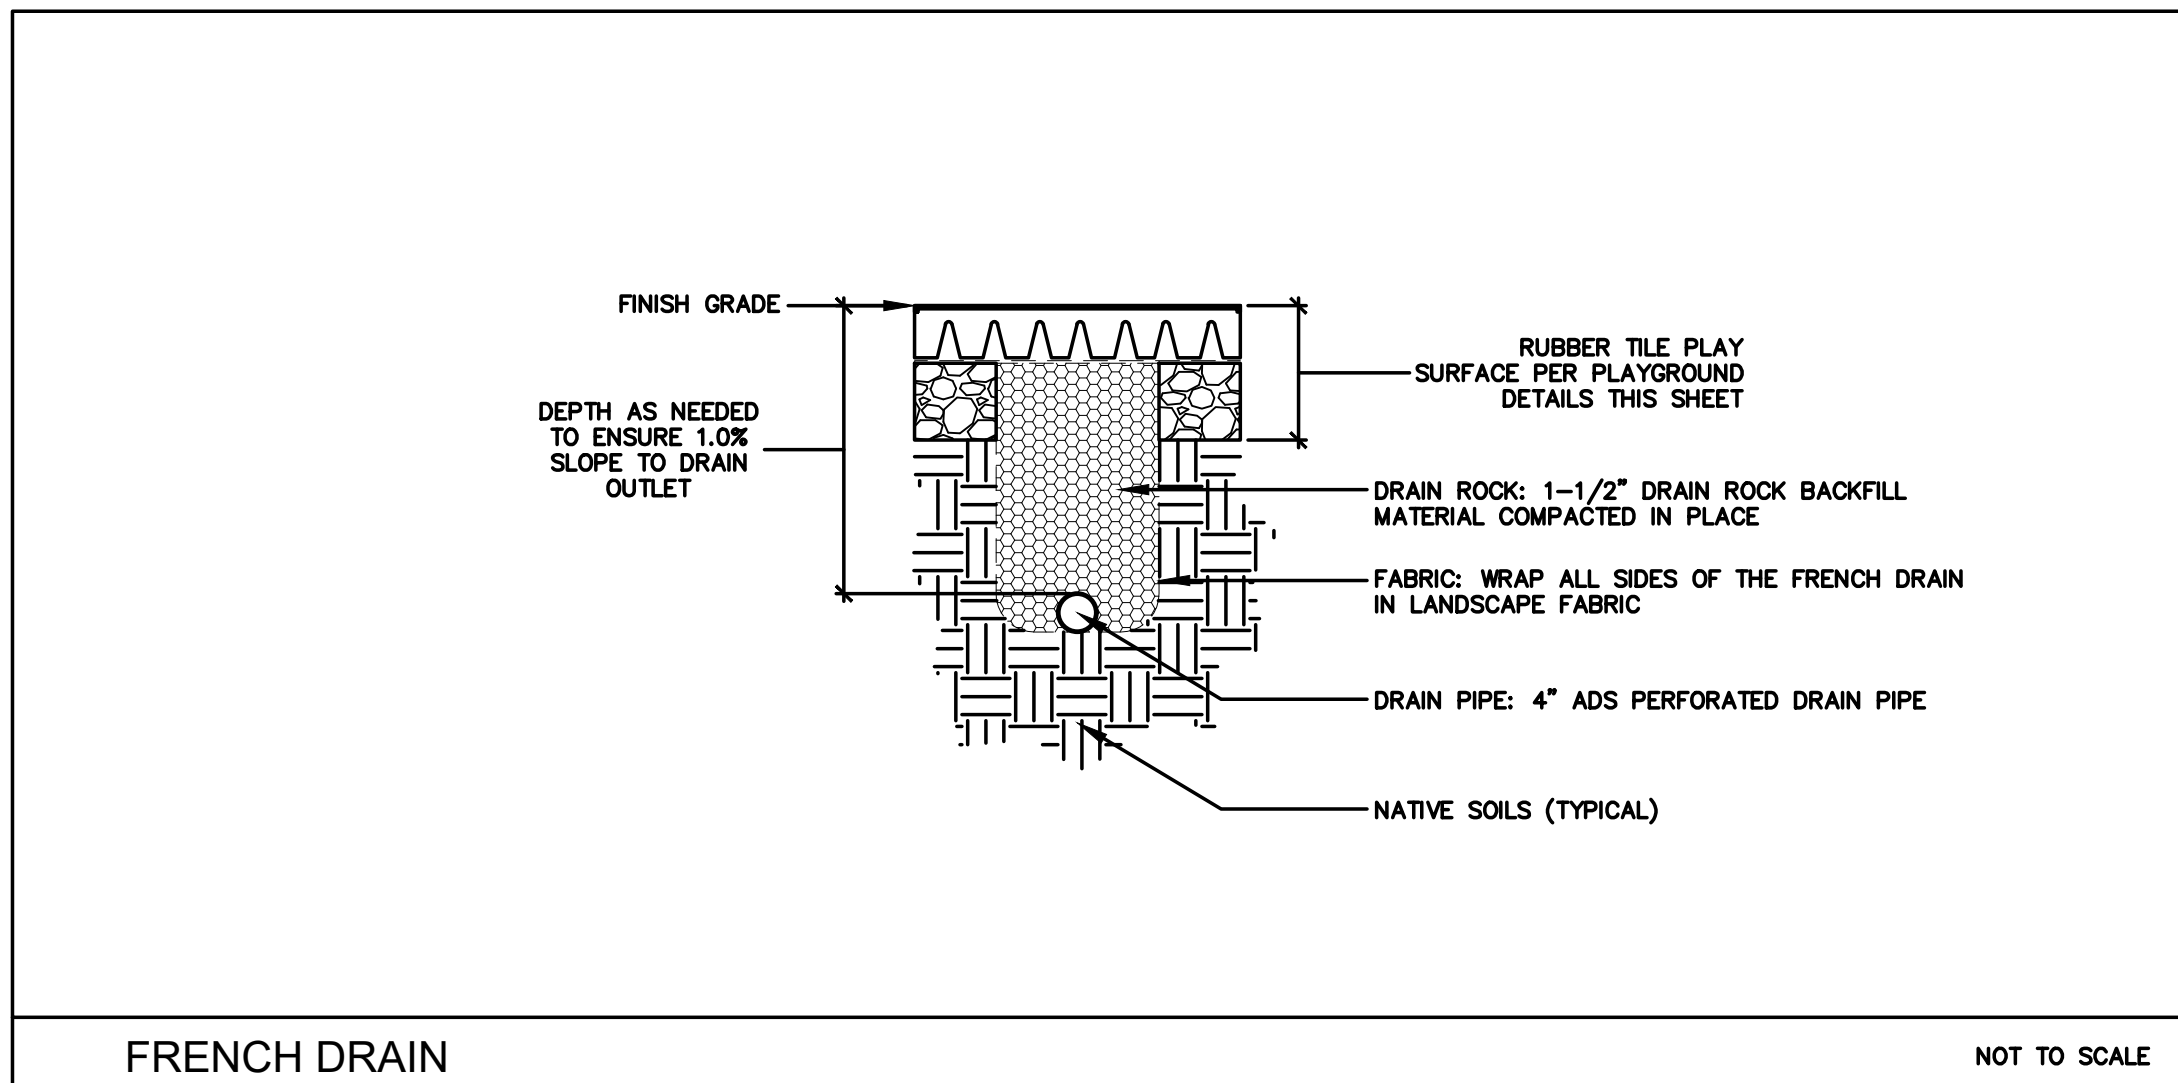 FINISH GRADE
DEPTH AS NEEDED
TO ENSURE 1.0%
SLOPE TO DRAIN
OUTLET
RUBBER TILE PLAY
SURFACE PER PLAYGROUND
DETAILS THIS SHEET
DRAIN ROCK: 1-1/2" DRAIN ROCK BACKFILL
MATERIAL COMPACTED IN PLACE
FABRIC: WRAP ALL SIDES OF THE FRENCH DRAIN
IN LANDSCAPE FABRIC
DRAIN PIPE: 4" ADS PERFORATED DRAIN PIPE
NATIVE SOILS (TYPICAL)
FRENCH DRAIN
NOT TO SCALE